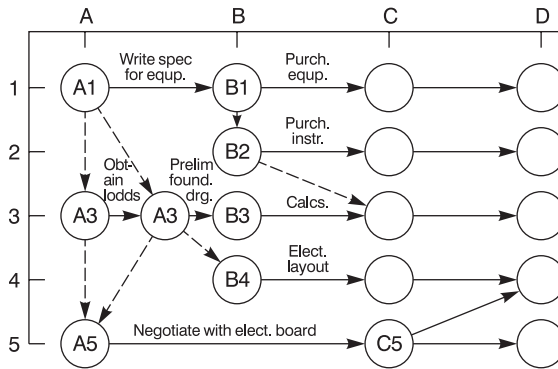 A B C D
Write spec
for equp.
Purch.
equp.
1 A1 B1
Purch.
instr.
2 B2
Obt-
ain
lodds
Prelim
found.
drg.
Calcs.
3 A3 A3 B3
Elect.
layout
4 B4
Negotiate with elect. board
5 A5 C5